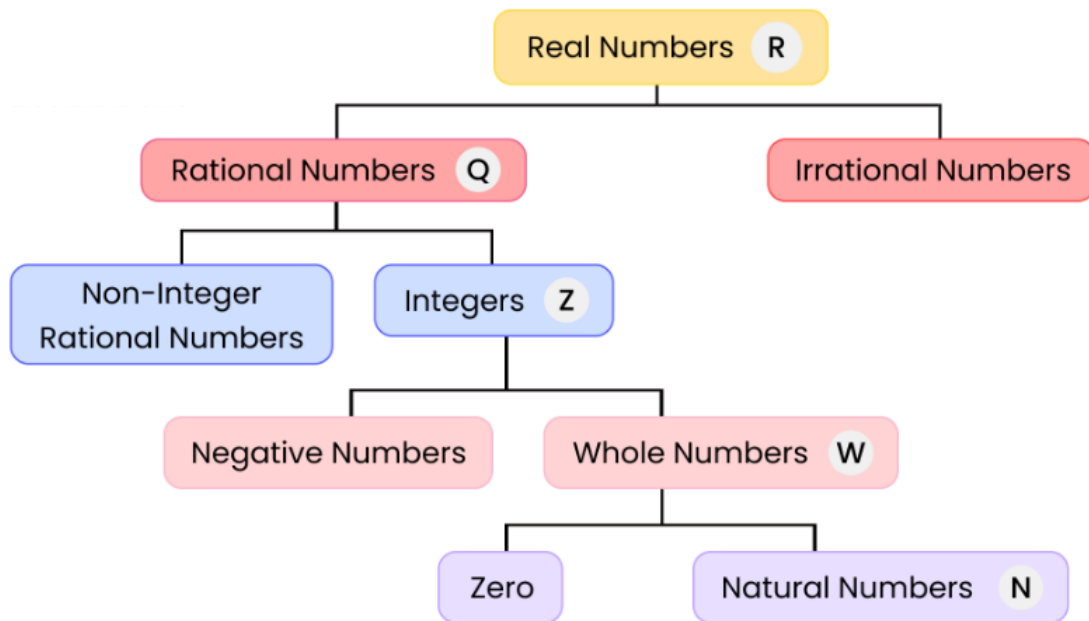 Real Numbers R
Rational Numbers Q
Irrational Numbers
Non-Integer
Rational Numbers
Integers Z
Negative Numbers
Whole Numbers W
Zero
Natural Numbers N